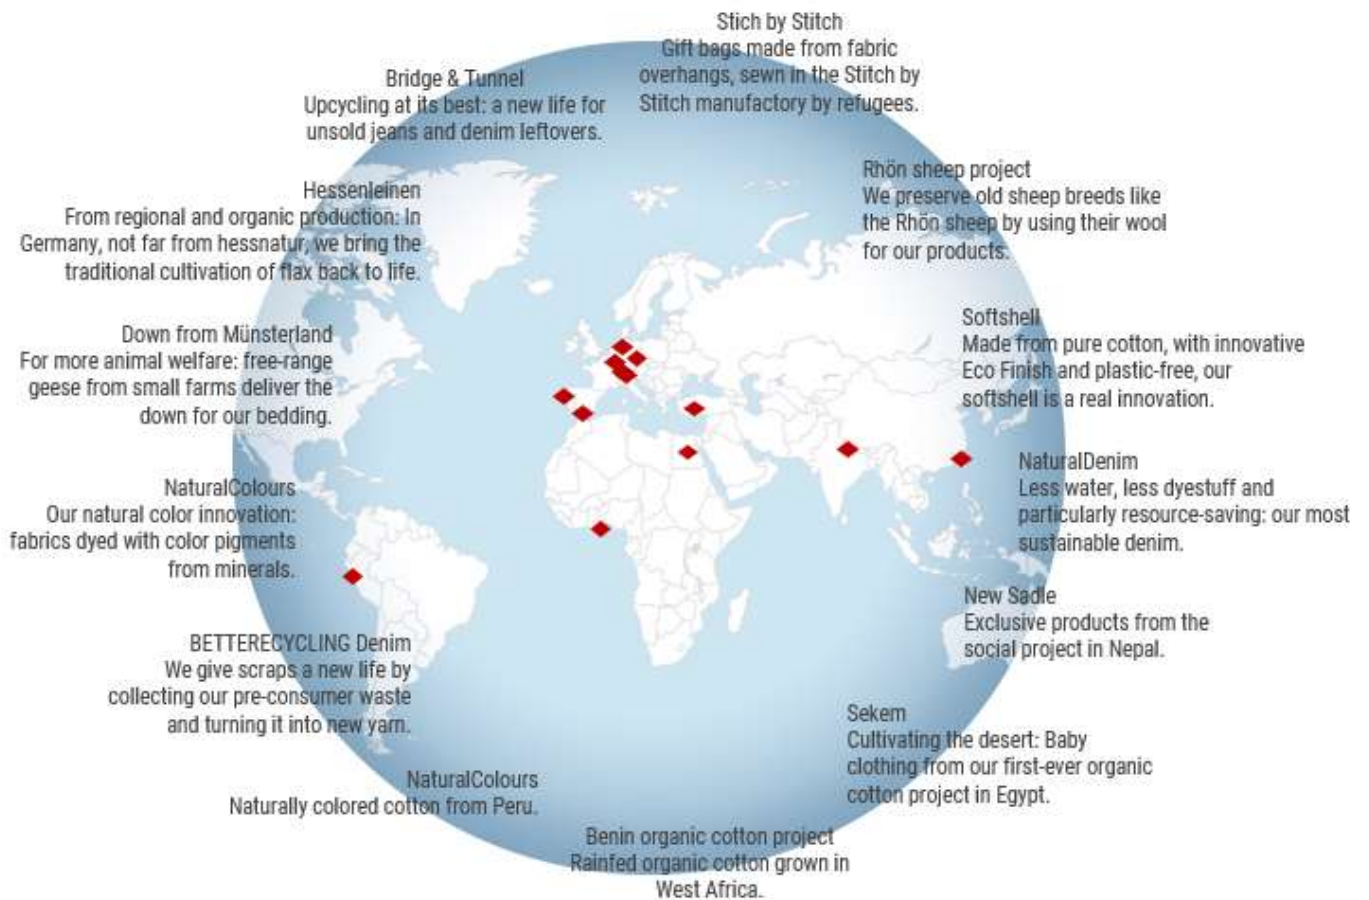 Stich by Stitch
Gift bags made from fabric
overhangs, sewn in the Stitch by
Stitch manufactory by refugees.
Bridge & Tunnel
Upcycling at its best: a new life for
unsold jeans and denim leftovers.
Rhön sheep project
We preserve old sheep breeds like
the Rhön sheep by using their wool
for our products.
Hessenleinen
From regional and organic production: In
Germany, not far from hessnatur, we bring the
traditional cultivation of flax back to life.
Softshell
Made from pure cotton, with innovative
Eco Finish and plastic-free, our
softshell is a real innovation.
Down from Münsterland
For more animal welfare: free-range
geese from small farms deliver the
down for our bedding.
NaturalDenim
Less water, less dyestuff and
particularly resource-saving: our most
sustainable denim.
NaturalColours
Our natural color innovation:
fabrics dyed with color pigments
from minerals.
New Sadle
Exclusive products from the
social project in Nepal.
BETTERECYCLING Denim
We give scraps a new life by
collecting our pre-consumer waste
and turning it into new yarn.
Sekem
Cultivating the desert: Baby
clothing from our first-ever organic
cotton project in Egypt.
NaturalColours
Naturally colored cotton from Peru.
Benin organic cotton project
Rainfed organic cotton grown in
West Africa.